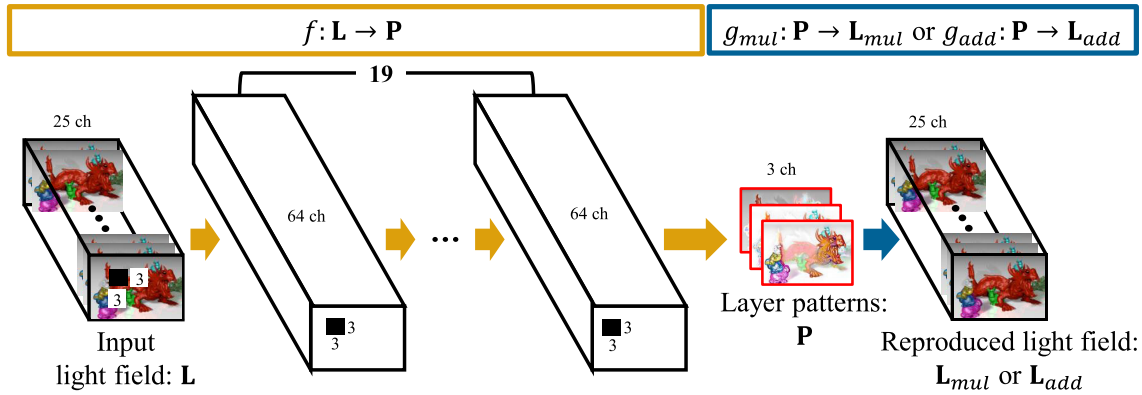 f: L → P
g_mul: P → L_mul or g_add: P → L_add
19
25 ch
64 ch
...
64 ch
3 ch
25 ch
3
3
3
3
3
3
Input
light field: L
Layer patterns:
P
Reproduced light field:
L_mul or L_add